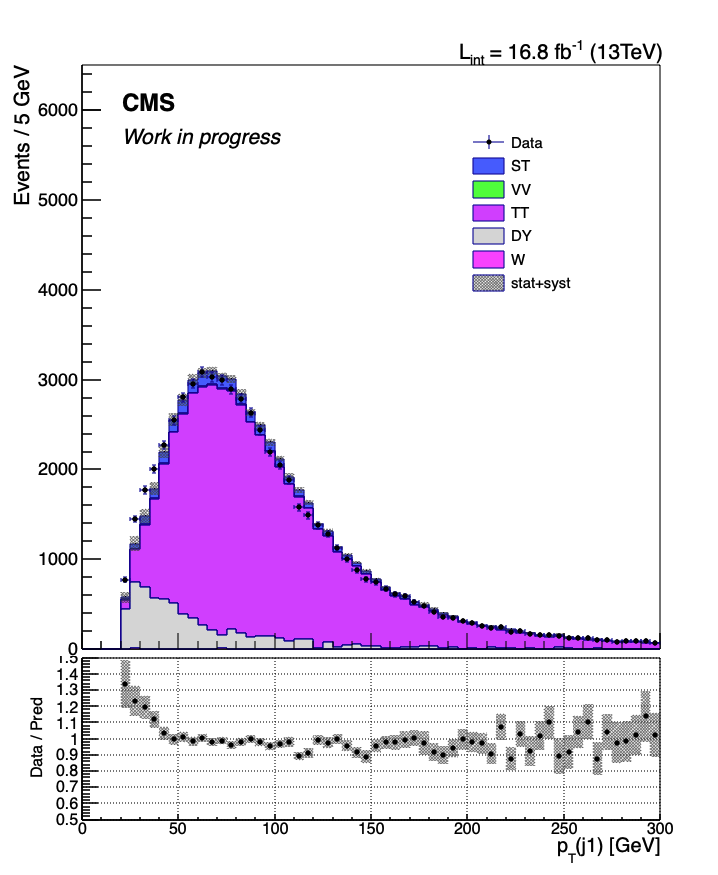 L_int = 16.8 fb⁻¹ (13TeV)
Events / 5 GeV
CMS
Work in progress
6000
5000
4000
3000
2000
1000
0
Data
ST
VV
TT
DY
W
stat+syst
Data / Pred
1.5
1.4
1.3
1.2
1.1
1
0.9
0.8
0.7
0.6
0.5
0 50 100 150 200 250 300
p_T(j1) [GeV]